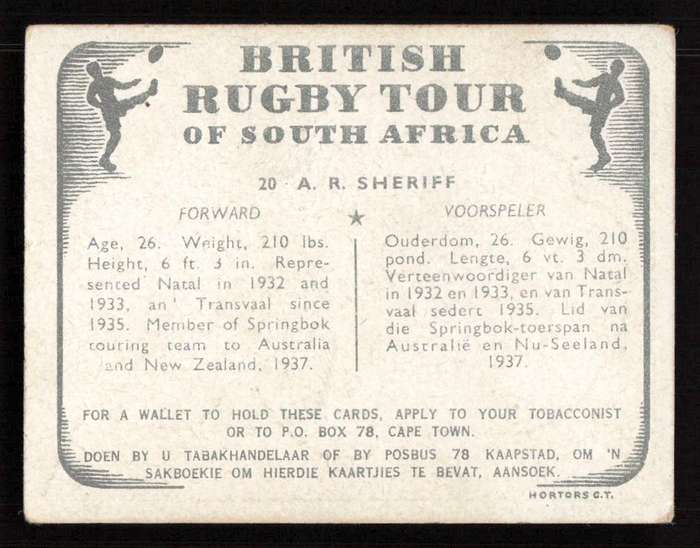 BRITISH
RUGBY TOUR
OF SOUTH AFRICA
20 A. R. SHERIFF
FORWARD
Age, 26. Weight, 210 lbs.
Height, 6 ft. 3 in. Repre-
sented Natal in 1932 and
1933, an' Transvaal since
1935. Member of Springbok
touring team to Australia
and New Zealand, 1937.
VOORSPELER
Ouderdom, 26. Gewig, 210
pond. Lengte, 6 vt. 3 dm.
Verteenwoordiger van Natal
in 1932 en 1933, en van Trans-
vaal sedert 1935. Lid van
die Springbok-toerspan na
Australië en Nu-Seeland,
1937.
FOR A WALLET TO HOLD THESE CARDS, APPLY TO YOUR TOBACCONIST
OR TO P.O. BOX 78, CAPE TOWN.
DOEN BY U TABAKHANDELAAR OF BY POSBUS 78 KAAPSTAD, OM 'N
SAKBOEKIE OM HIERDIE KAARTJIES TE BEVAT, AANSOEK.
HORTORS C.T.